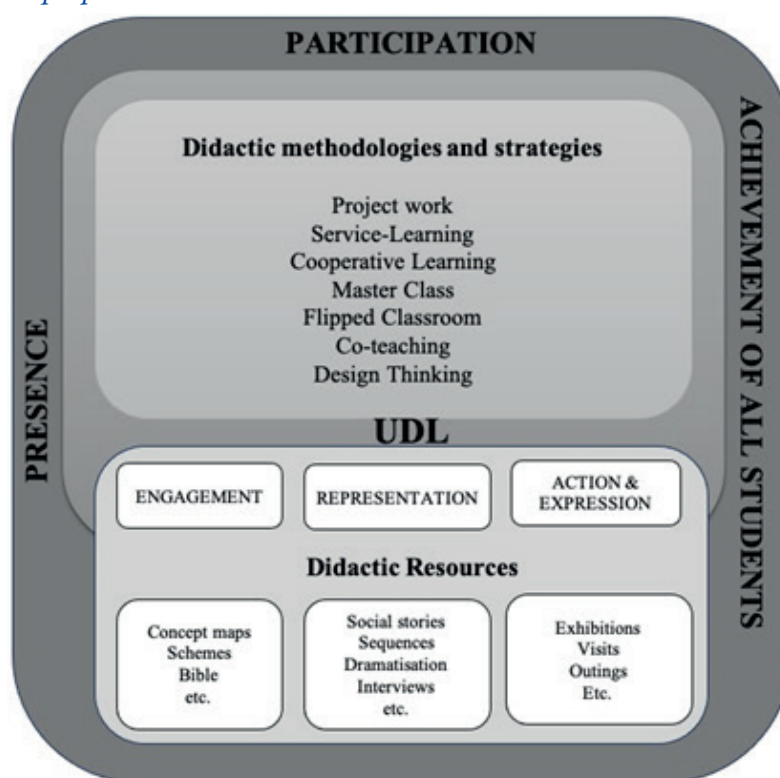 PARTICIPATION
Didactic methodologies and strategies
Project work
Service-Learning
Cooperative Learning
Master Class
Flipped Classroom
Co-teaching
Design Thinking
PRESENCE
ACHIEVEMENT OF ALL STUDENTS
UDL
ENGAGEMENT
REPRESENTATION
ACTION &
EXPRESSION
Didactic Resources
Concept maps
Schemes
Bible
etc.
Social stories
Sequences
Dramatisation
Interviews
etc.
Exhibitions
Visits
Outings
Etc.